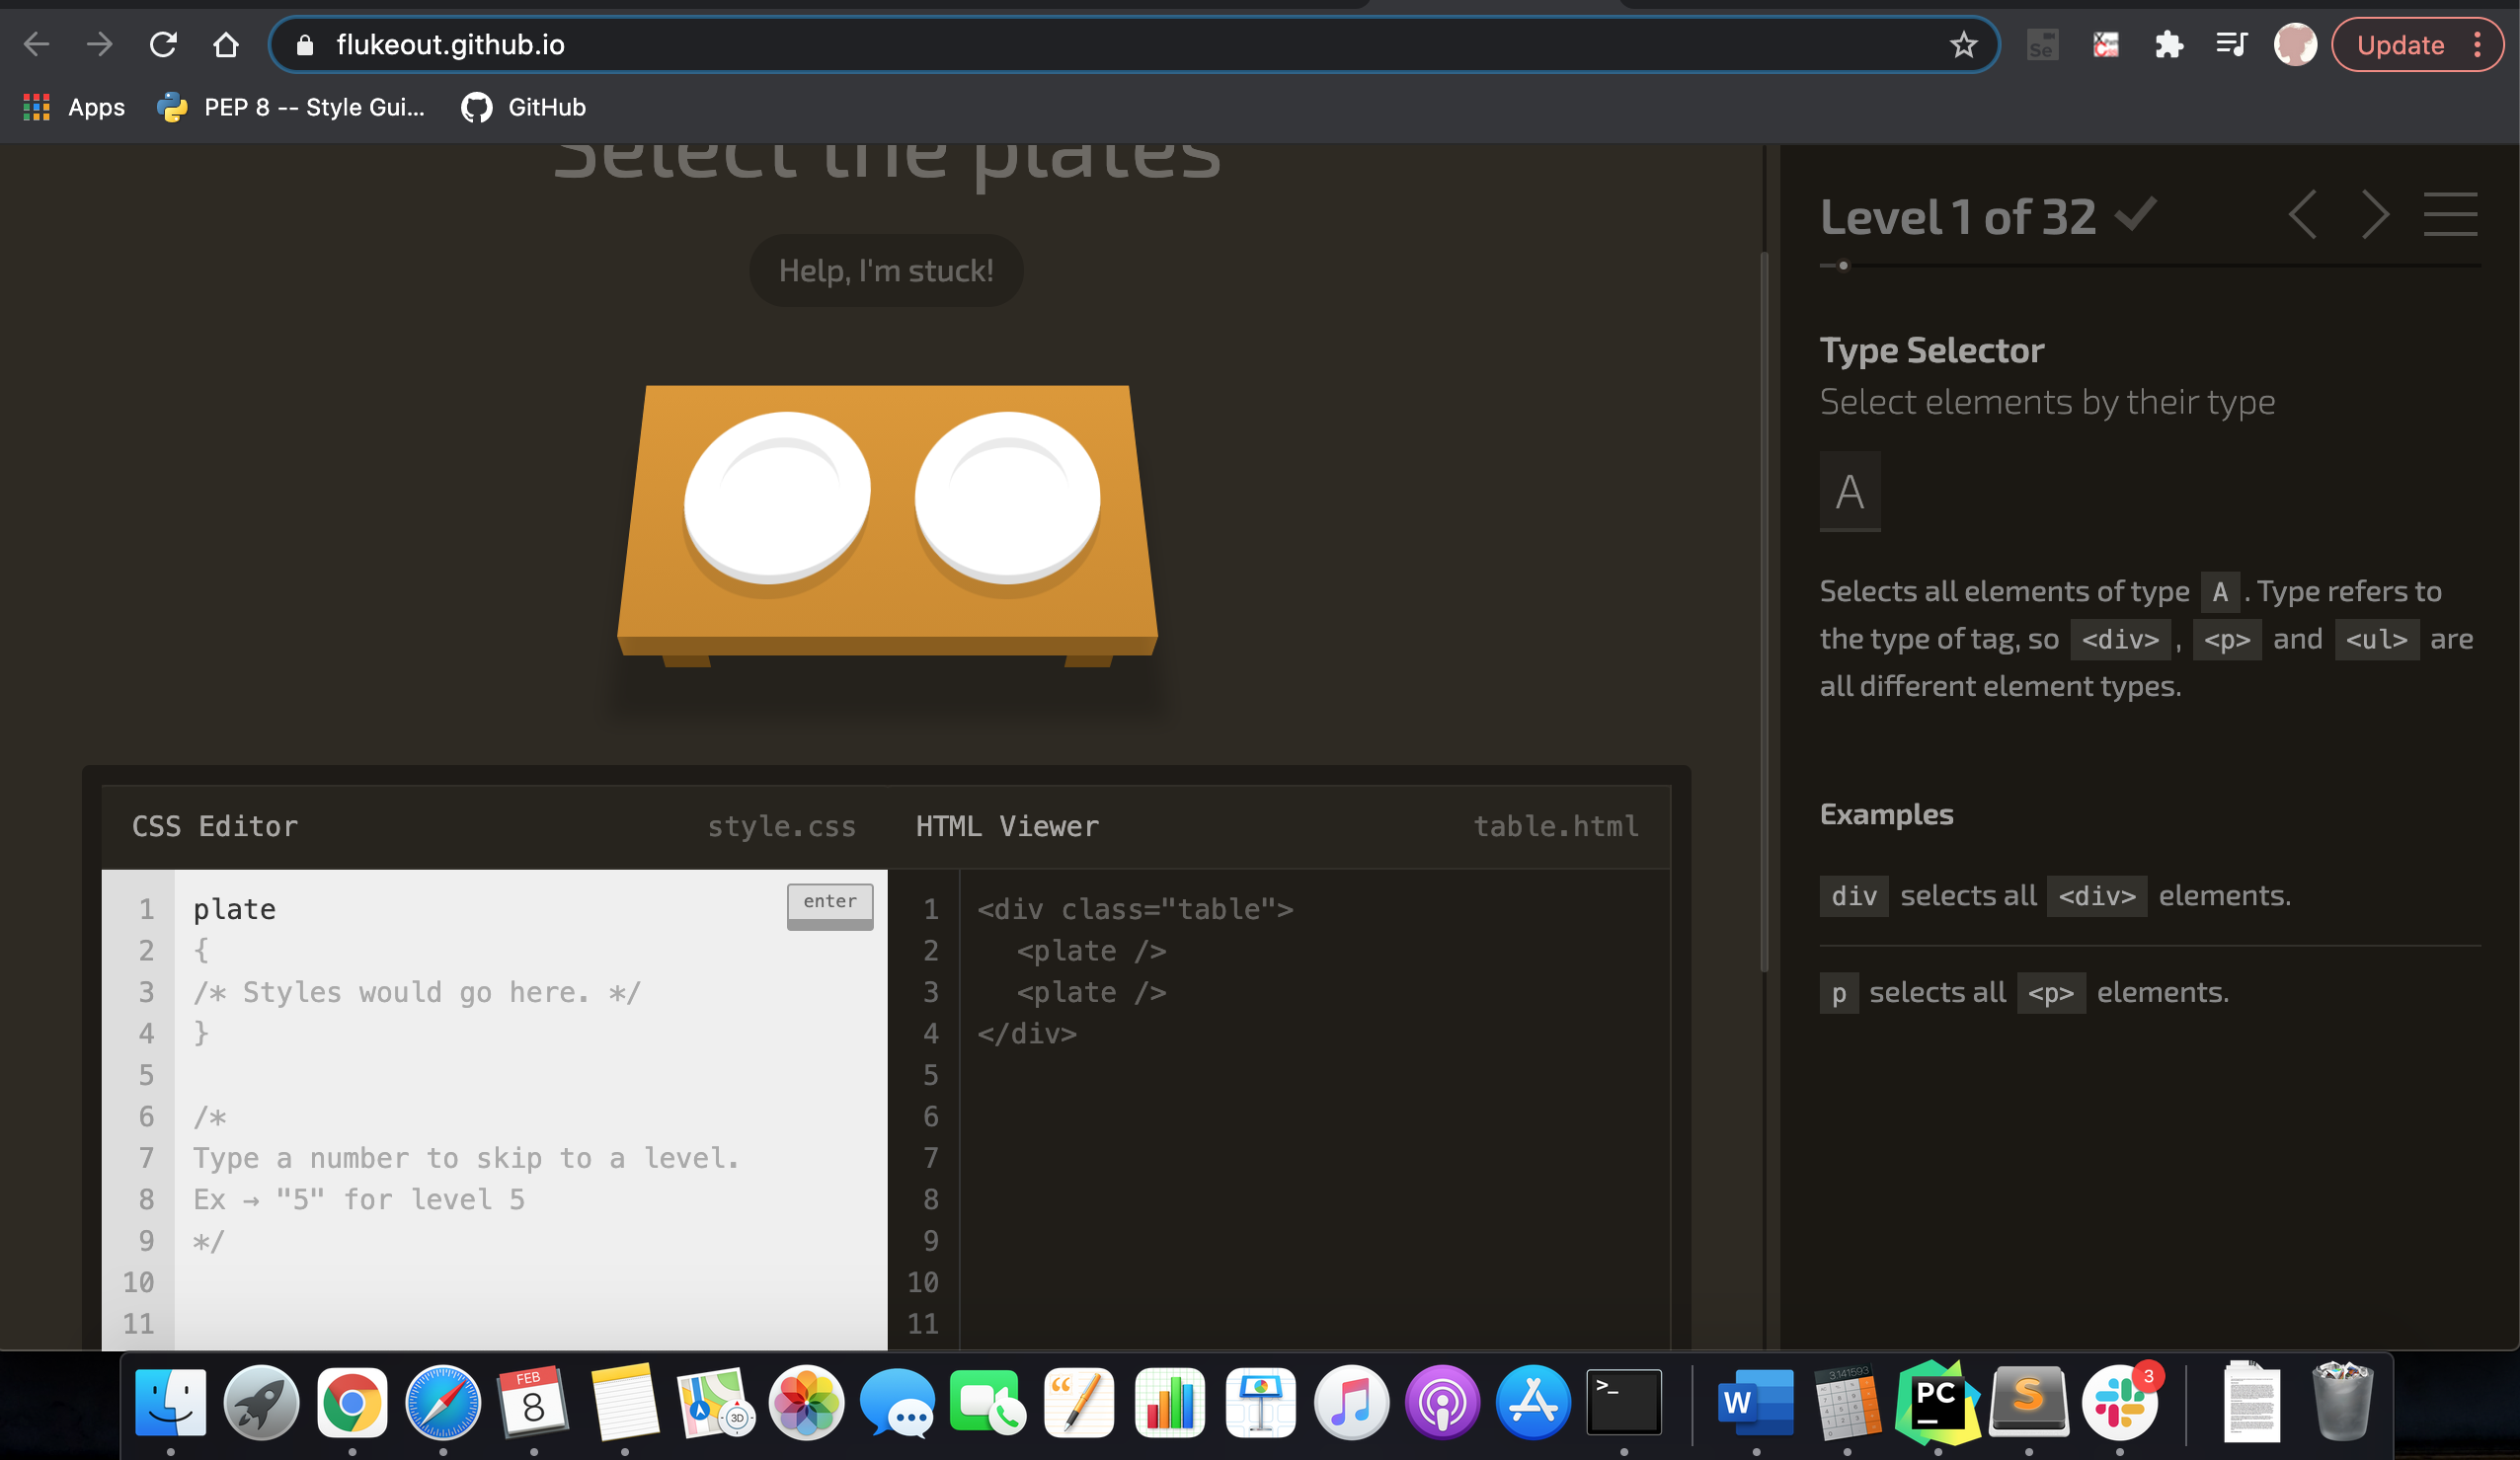 flukeout.github.io
Se
Update
Apps
PEP 8 -- Style Gui...
GitHub
Select the plates
Help, I'm stuck!
Level 1 of 32
Type Selector
Select elements by their type
A
Selects all elements of type A . Type refers to
the type of tag, so <div> , <p> and <ul> are
all different element types.
Examples
div selects all <div> elements.
p selects all <p> elements.
CSS Editor
style.css
1 plate
enter
2 {
3 /* Styles would go here. */
4 }
5
6 /*
7 Type a number to skip to a level.
8 Ex → "5" for level 5
9 */
10
11
HTML Viewer
table.html
1 <div class="table">
2 <plate />
3 <plate />
4 </div>
5
6
7
8
9
10
11
FEB
8
3D
>_
W
3.141593
PC
S
3